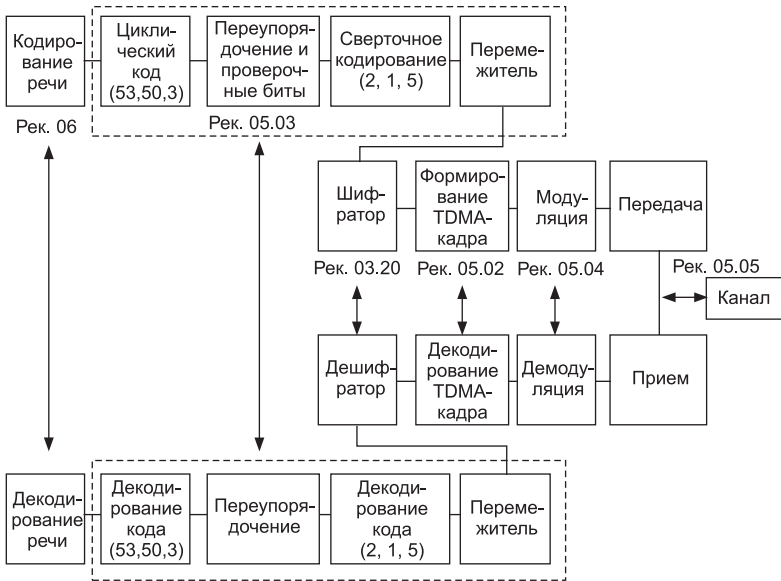 Кодиро-
вание
речи
Цикли-
ческий
код
(53,50,3)
Переупо-
рядочение и
провероч-
ные биты
Сверточное
кодирование
(2, 1, 5)
Переме-
житель
Рек. 06
Рек. 05.03
Шиф-
ратор
Формиро-
вание
TDMA-
кадра
Моду-
ляция
Передача
Рек. 03.20
Рек. 05.02
Рек. 05.04
Рек. 05.05
Канал
Дешиф-
ратор
Декоди-
рование
TDMA-
кадра
Демоду-
ляция
Прием
Декоди-
рование
речи
Декоди-
рование
кода
(53,50,3)
Переупоря-
дочение
Декоди-
рование
кода
(2, 1, 5)
Переме-
житель